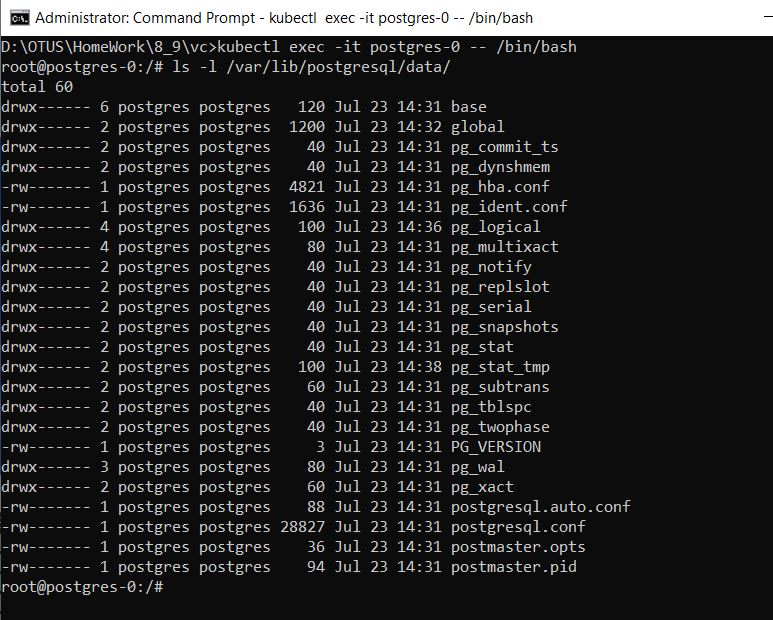 Administrator: Command Prompt - kubectl  exec -it postgres-0 -- /bin/bash
D:\OTUS\HomeWork\8_9\vc>kubectl exec -it postgres-0 -- /bin/bash
root@postgres-0:/# ls -l /var/lib/postgresql/data/
total 60
drwx------ 6 postgres postgres   120 Jul 23 14:31 base
drwx------ 2 postgres postgres  1200 Jul 23 14:32 global
drwx------ 2 postgres postgres    40 Jul 23 14:31 pg_commit_ts
drwx------ 2 postgres postgres    40 Jul 23 14:31 pg_dynshmem
-rw------- 1 postgres postgres  4821 Jul 23 14:31 pg_hba.conf
-rw------- 1 postgres postgres  1636 Jul 23 14:31 pg_ident.conf
drwx------ 4 postgres postgres   100 Jul 23 14:36 pg_logical
drwx------ 4 postgres postgres    80 Jul 23 14:31 pg_multixact
drwx------ 2 postgres postgres    40 Jul 23 14:31 pg_notify
drwx------ 2 postgres postgres    40 Jul 23 14:31 pg_replslot
drwx------ 2 postgres postgres    40 Jul 23 14:31 pg_serial
drwx------ 2 postgres postgres    40 Jul 23 14:31 pg_snapshots
drwx------ 2 postgres postgres    40 Jul 23 14:31 pg_stat
drwx------ 2 postgres postgres   100 Jul 23 14:38 pg_stat_tmp
drwx------ 2 postgres postgres    60 Jul 23 14:31 pg_subtrans
drwx------ 2 postgres postgres    40 Jul 23 14:31 pg_tblspc
drwx------ 2 postgres postgres    40 Jul 23 14:31 pg_twophase
-rw------- 1 postgres postgres     3 Jul 23 14:31 PG_VERSION
drwx------ 3 postgres postgres    80 Jul 23 14:31 pg_wal
drwx------ 2 postgres postgres    60 Jul 23 14:31 pg_xact
-rw------- 1 postgres postgres    88 Jul 23 14:31 postgresql.auto.conf
-rw------- 1 postgres postgres 28827 Jul 23 14:31 postgresql.conf
-rw------- 1 postgres postgres    36 Jul 23 14:31 postmaster.opts
-rw------- 1 postgres postgres    94 Jul 23 14:31 postmaster.pid
root@postgres-0:/#